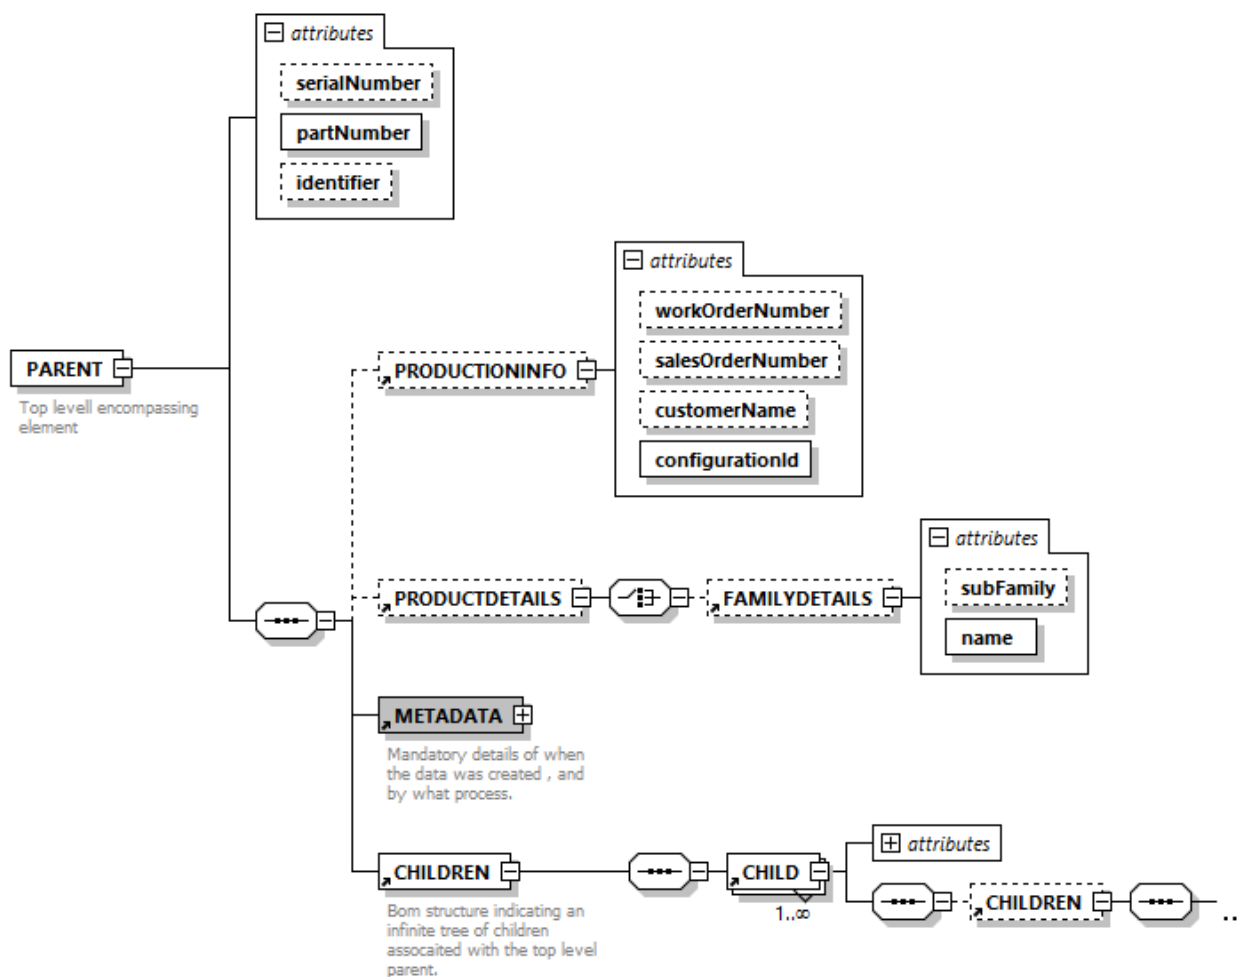 attributes
serialNumber
partNumber
identifier
attributes
workOrderNumber
salesOrderNumber
customerName
configurationId
PARENT
Top levell encompassing
element
PRODUCTIONINFO
attributes
subFamily
name
PRODUCTDETAILS
FAMILYDETAILS
METADATA
Mandatory details of when
the data was created , and
by what process.
attributes
CHILDREN
CHILD
1..∞
CHILDREN
..
Bom structure indicating an
infinite tree of children
assocaited with the top level
parent.